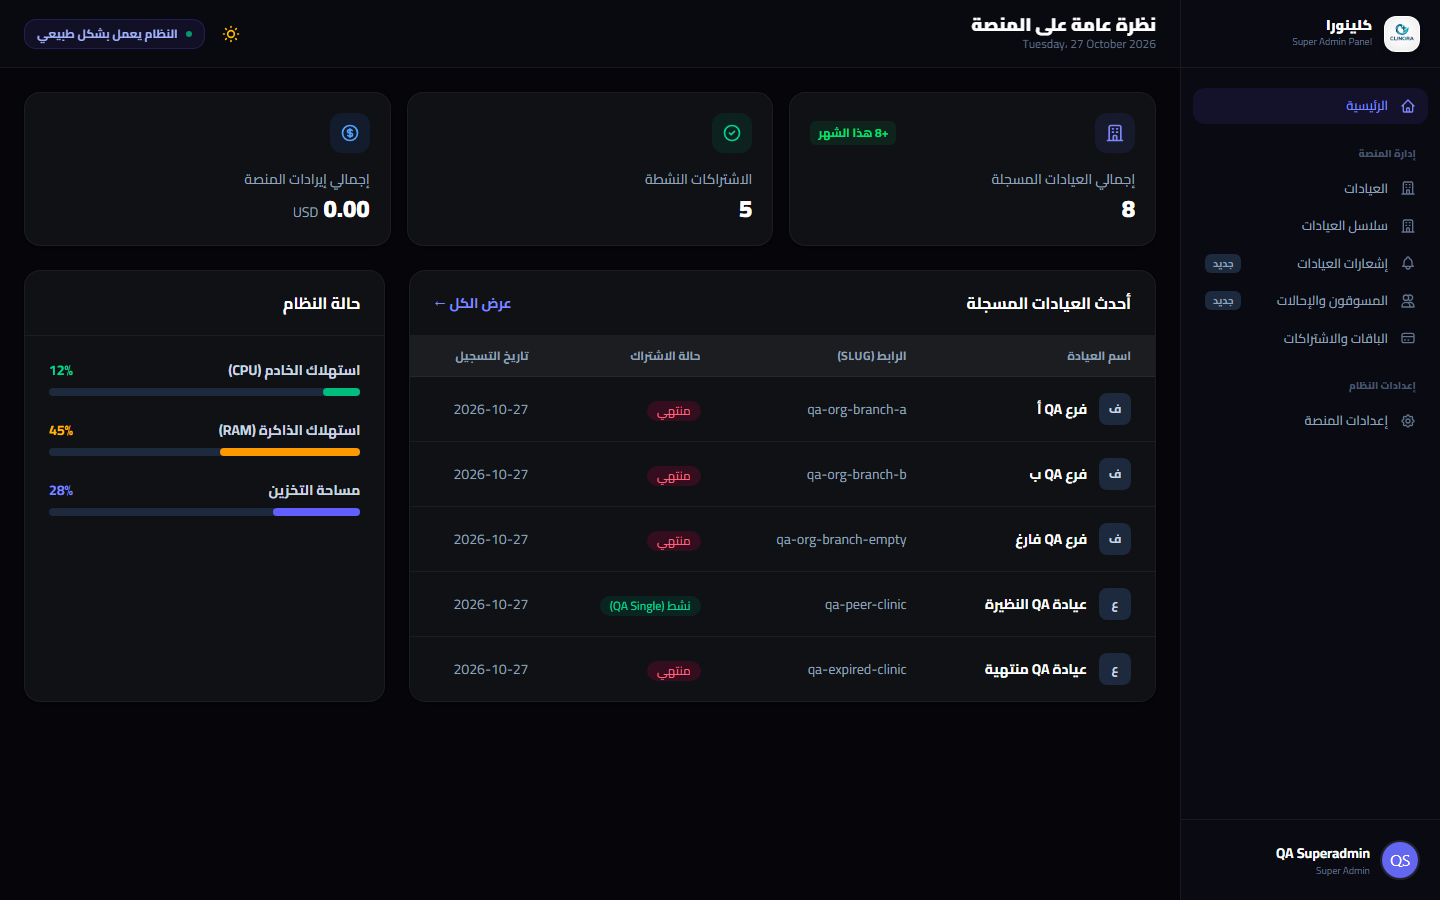 كلينورا
Super Admin Panel
CLINORA
الرئيسية
إدارة المنصة
العيادات
سلاسل العيادات
إشعارات العيادات
جديد
المسوقون والإحالات
جديد
الباقات والاشتراكات
إعدادات النظام
إعدادات المنصة
QS
QA Superadmin
Super Admin
نظرة عامة على المنصة
Tuesday، 27 October 2026
النظام يعمل بشكل طبيعي
+8 هذا الشهر
إجمالي العيادات المسجلة
8
الاشتراكات النشطة
5
إجمالي إيرادات المنصة
0.00 USD
أحدث العيادات المسجلة
عرض الكل ←
اسم العيادة الرابط (SLUG) حالة الاشتراك تاريخ التسجيل
ف فرع QA أ qa-org-branch-a منتهي 2026-10-27
ف فرع QA ب qa-org-branch-b منتهي 2026-10-27
ف فرع QA فارغ qa-org-branch-empty منتهي 2026-10-27
ع عيادة QA النظيرة qa-peer-clinic نشط (QA Single) 2026-10-27
ع عيادة QA منتهية qa-expired-clinic منتهي 2026-10-27
حالة النظام
استهلاك الخادم (CPU) 12%
استهلاك الذاكرة (RAM) 45%
مساحة التخزين 28%